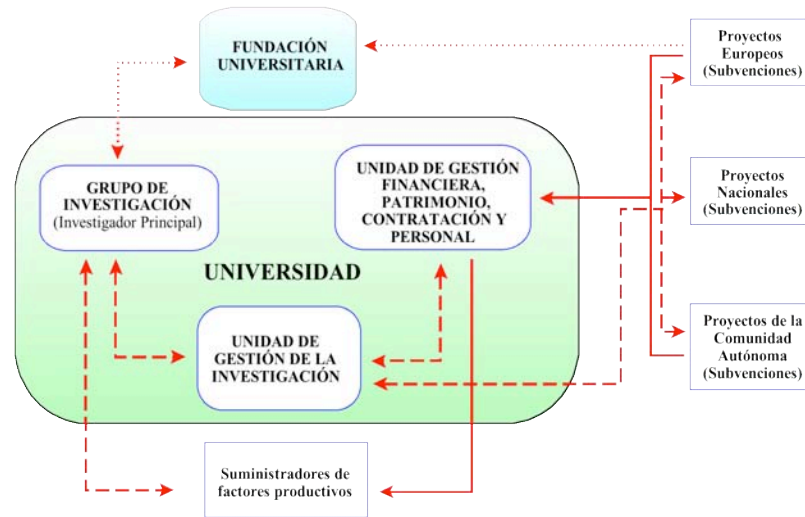 FUNDACIÓN
UNIVERSITARIA
Proyectos
Europeos
(Subvenciones)
GRUPO DE
INVESTIGACIÓN
(Investigador Principal)
UNIDAD DE GESTIÓN
FINANCIERA,
PATRIMONIO,
CONTRATACIÓN Y
PERSONAL
Proyectos
Nacionales
(Subvenciones)
UNIVERSIDAD
UNIDAD DE
GESTIÓN DE LA
INVESTIGACIÓN
Proyectos de la
Comunidad
Autónoma
(Subvenciones)
Suministradores de
factores productivos